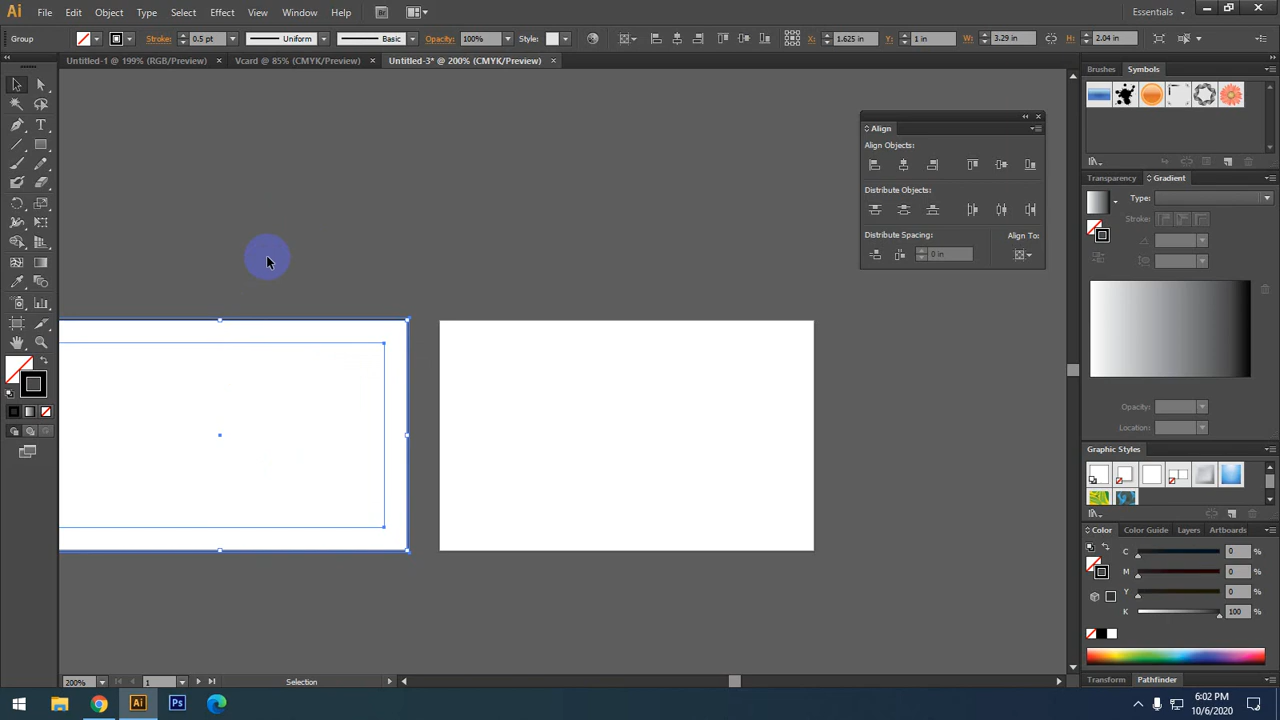 Ai File Edit Object Type Select Effect View Window Help Br Essentials
Group Stroke: 0.5 pt Uniform Basic Opacity: 100% Style: X: 1.625 in Y: 1 in W: 3.29 in H: 2.04 in
Untitled-1 @ 199% (RGB/Preview) × Vcard @ 85% (CMYK/Preview) × Untitled-3* @ 200% (CMYK/Preview) ×
Brushes Symbols
Align
Align Objects:
Distribute Objects:
Distribute Spacing: Align To:
0 in
Transparency Gradient
Type:
Stroke:
Opacity:
Location:
Graphic Styles
Color Color Guide Layers Artboards
C 0 %
M 0 %
Y 0 %
K 100 %
Transform Pathfinder
200% 1 Selection
Ai Ps
6:02 PM
10/6/2020